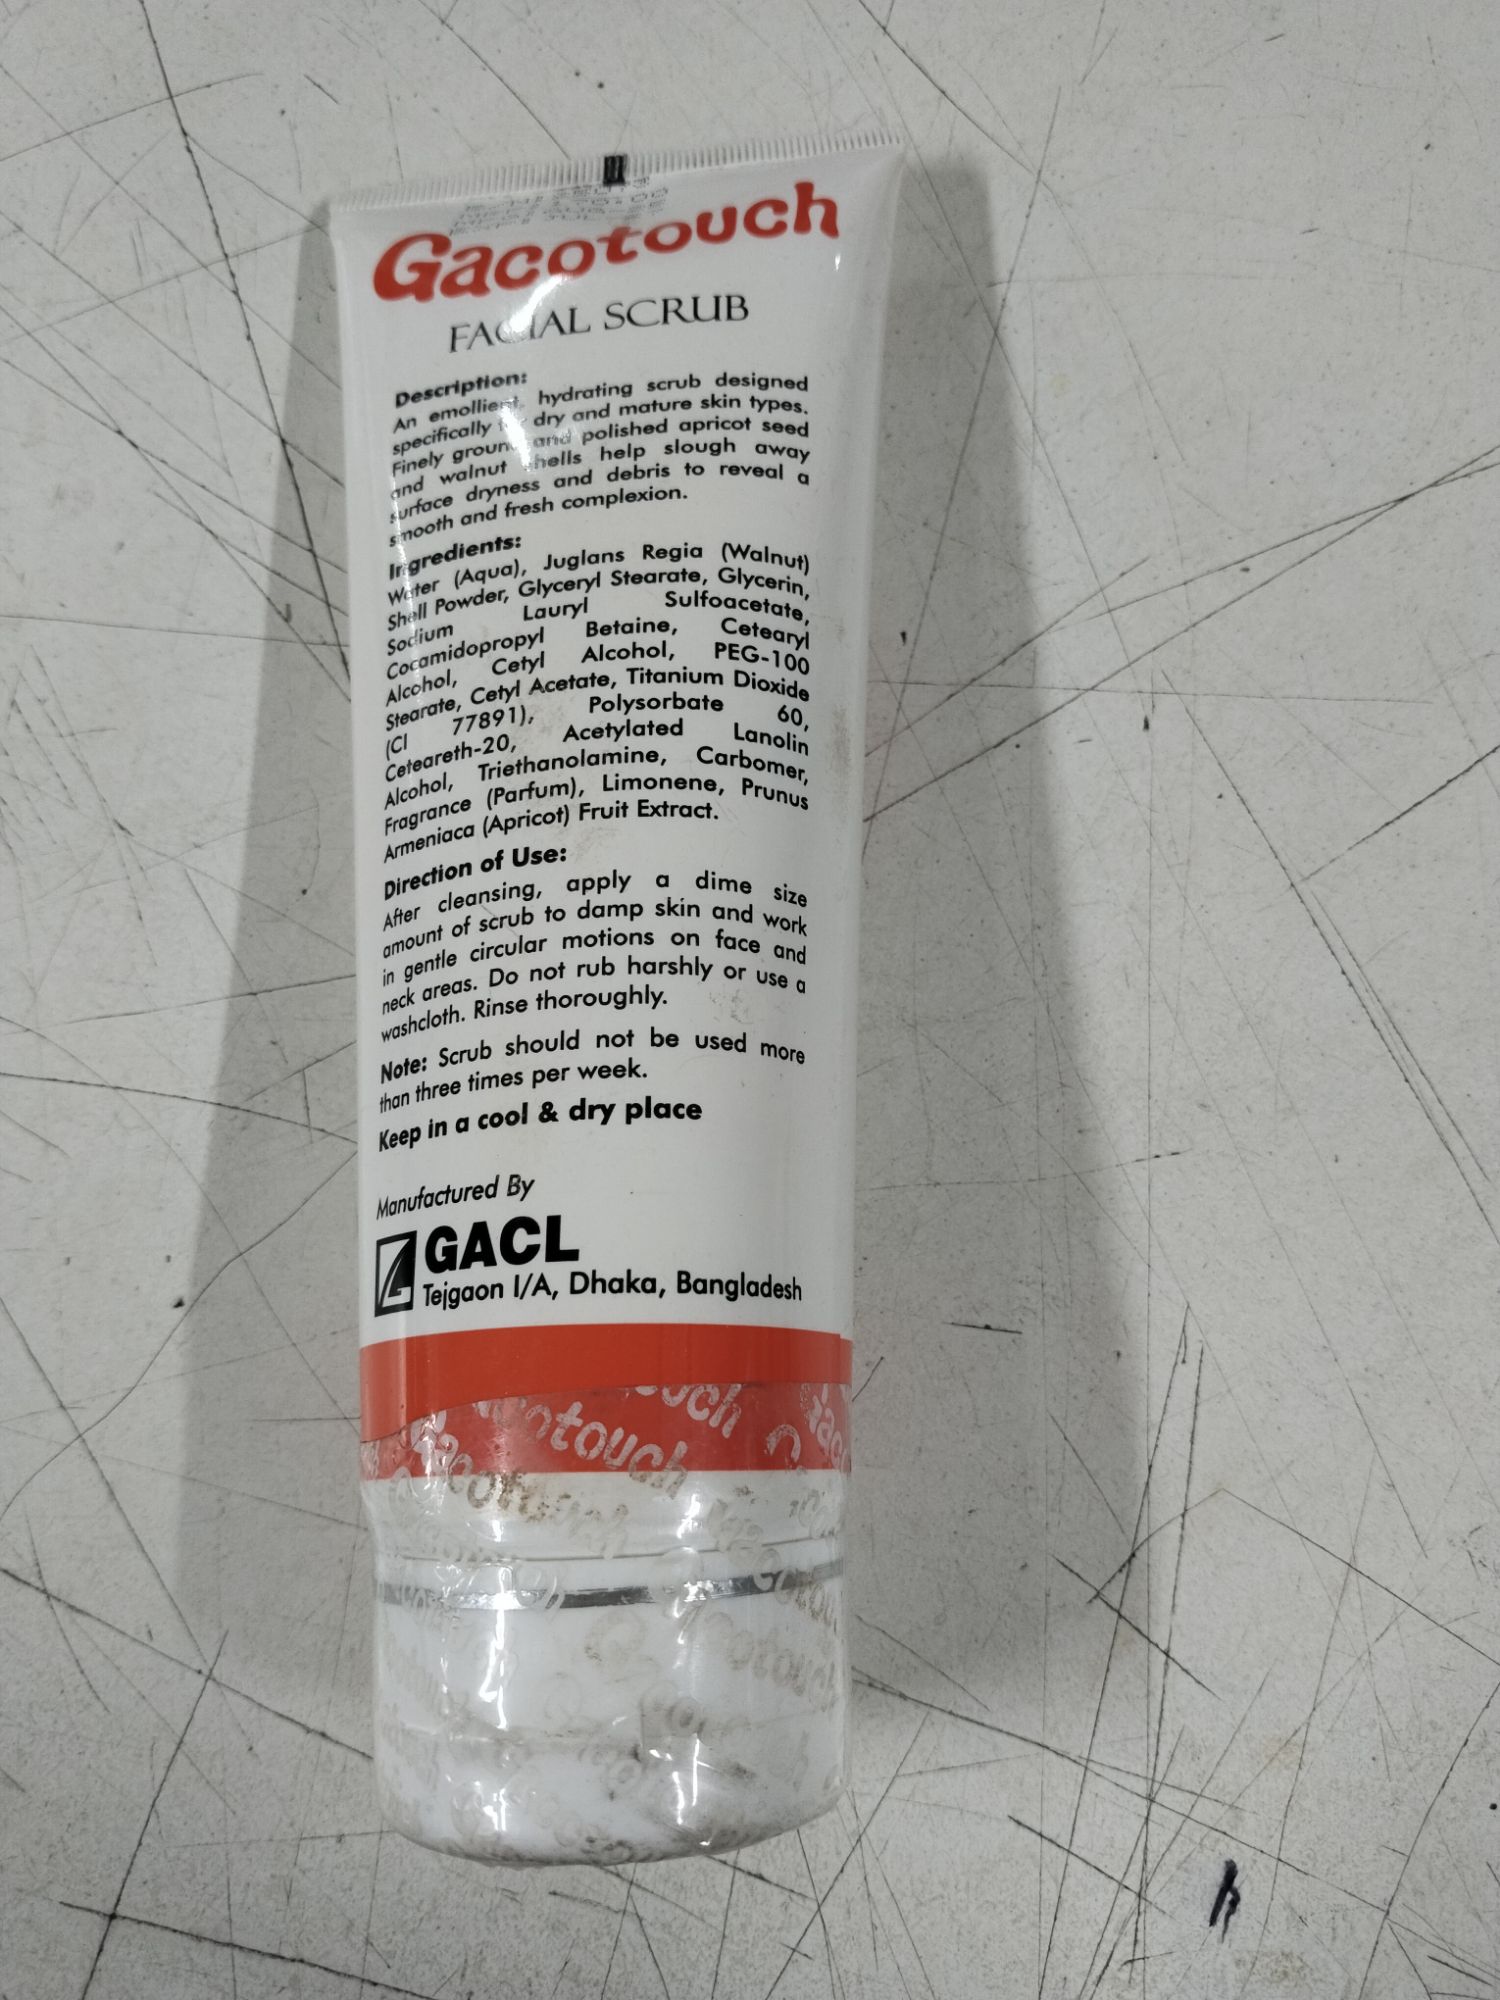 Gacotouch
FACIAL SCRUB
Description:
An emollient, hydrating scrub designed
specifically for dry and mature skin types.
Finely ground and polished apricot seed
and walnut shells help slough away
surface dryness and debris to reveal a
smooth and fresh complexion.
Ingredients:
Water (Aqua), Juglans Regia (Walnut)
Shell Powder, Glyceryl Stearate, Glycerin,
Sodium Lauryl Sulfoacetate,
Cocamidopropyl Betaine, Cetearyl
Alcohol, Cetyl Alcohol, PEG-100
Stearate, Cetyl Acetate, Titanium Dioxide
(CI 77891), Polysorbate 60,
Ceteareth-20, Acetylated Lanolin
Alcohol, Triethanolamine, Carbomer,
Fragrance (Parfum), Limonene, Prunus
Armeniaca (Apricot) Fruit Extract.
Direction of Use:
After cleansing, apply a dime size
amount of scrub to damp skin and work
in gentle circular motions on face and
neck areas. Do not rub harshly or use a
washcloth. Rinse thoroughly.
Note: Scrub should not be used more
than three times per week.
Keep in a cool & dry place
Manufactured By
GACL
Tejgaon I/A, Dhaka, Bangladesh